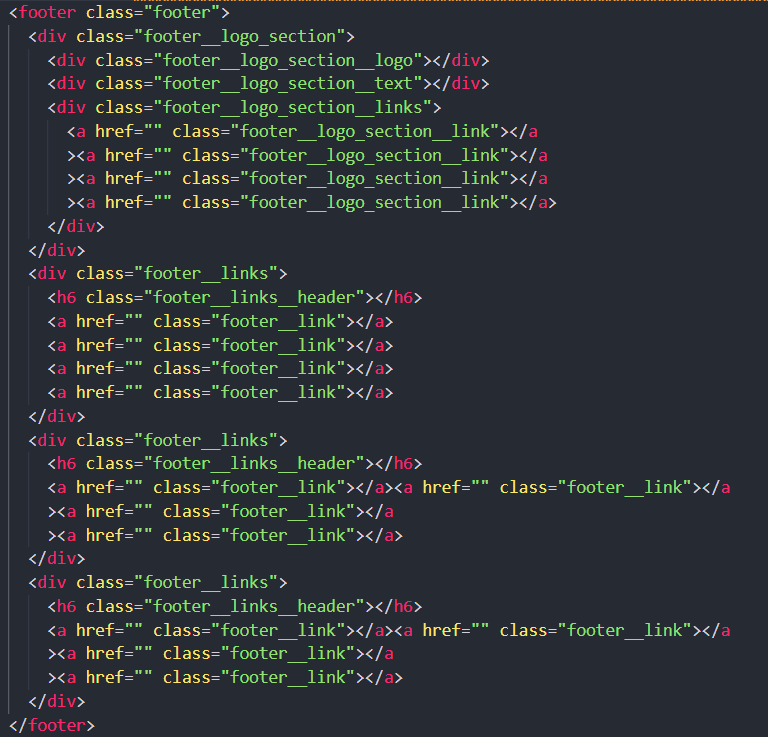 <footer class="footer">
  <div class="footer__logo_section">
    <div class="footer__logo_section__logo"></div>
    <div class="footer__logo_section__text"></div>
    <div class="footer__logo_section__links">
      <a href="" class="footer__logo_section__link"></a
      ><a href="" class="footer__logo_section__link"></a
      ><a href="" class="footer__logo_section__link"></a
      ><a href="" class="footer__logo_section__link"></a>
    </div>
  </div>
  <div class="footer__links">
    <h6 class="footer__links__header"></h6>
    <a href="" class="footer__link"></a>
    <a href="" class="footer__link"></a>
    <a href="" class="footer__link"></a>
    <a href="" class="footer__link"></a>
  </div>
  <div class="footer__links">
    <h6 class="footer__links__header"></h6>
    <a href="" class="footer__link"></a><a href="" class="footer__link"></a
    ><a href="" class="footer__link"></a
    ><a href="" class="footer__link"></a>
  </div>
  <div class="footer__links">
    <h6 class="footer__links__header"></h6>
    <a href="" class="footer__link"></a><a href="" class="footer__link"></a
    ><a href="" class="footer__link"></a
    ><a href="" class="footer__link"></a>
  </div>
</footer>